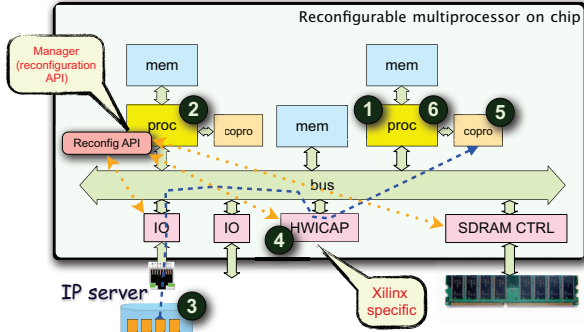 Reconfigurable multiprocessor on chip
Manager
(reconfiguration
API)
mem
mem
2
1
6
5
proc
copro
mem
proc
copro
Reconfig API
bus
IO
IO
HWICAP
SDRAM CTRL
4
IP server
3
Xilinx
specific